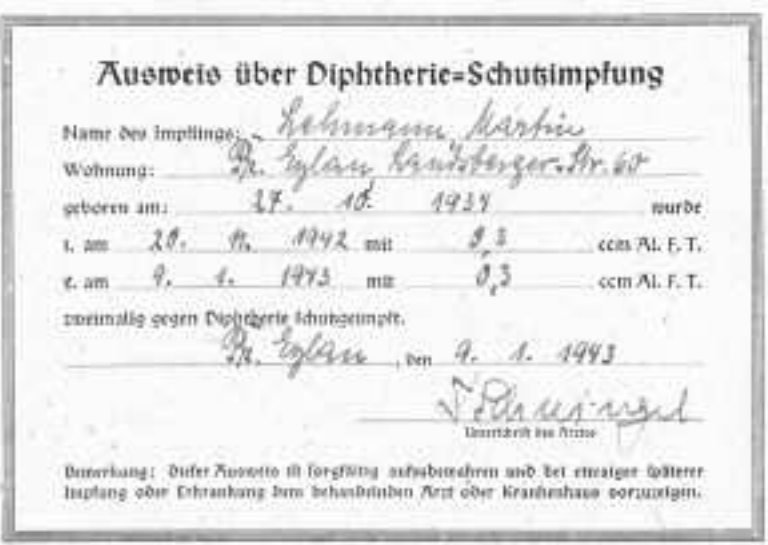 Ausweis über Diphtherie=Schutzimpfung
Name des Impflings: Lehmann, Martin
Wohnung: Pr. Eylau, Landsberger-Str. 60
geboren am: 27. 10. 1934 wurde
1. am 20. 11. 1942 mit 0,3 ccm Al. F. T.
2. am 9. 1. 1943 mit 0,3 ccm Al. F. T.
zweimalig gegen Diphtherie schutzgeimpft.
Pr. Eylau, den 9. 1. 1943
Unterschrift des Arztes
Bemerkung: Dieser Ausweis ist sorgfältig aufzubewahren und bei etwaiger späterer
Impfung oder Erkrankung dem behandelnden Arzt oder Krankenhaus vorzuzeigen.